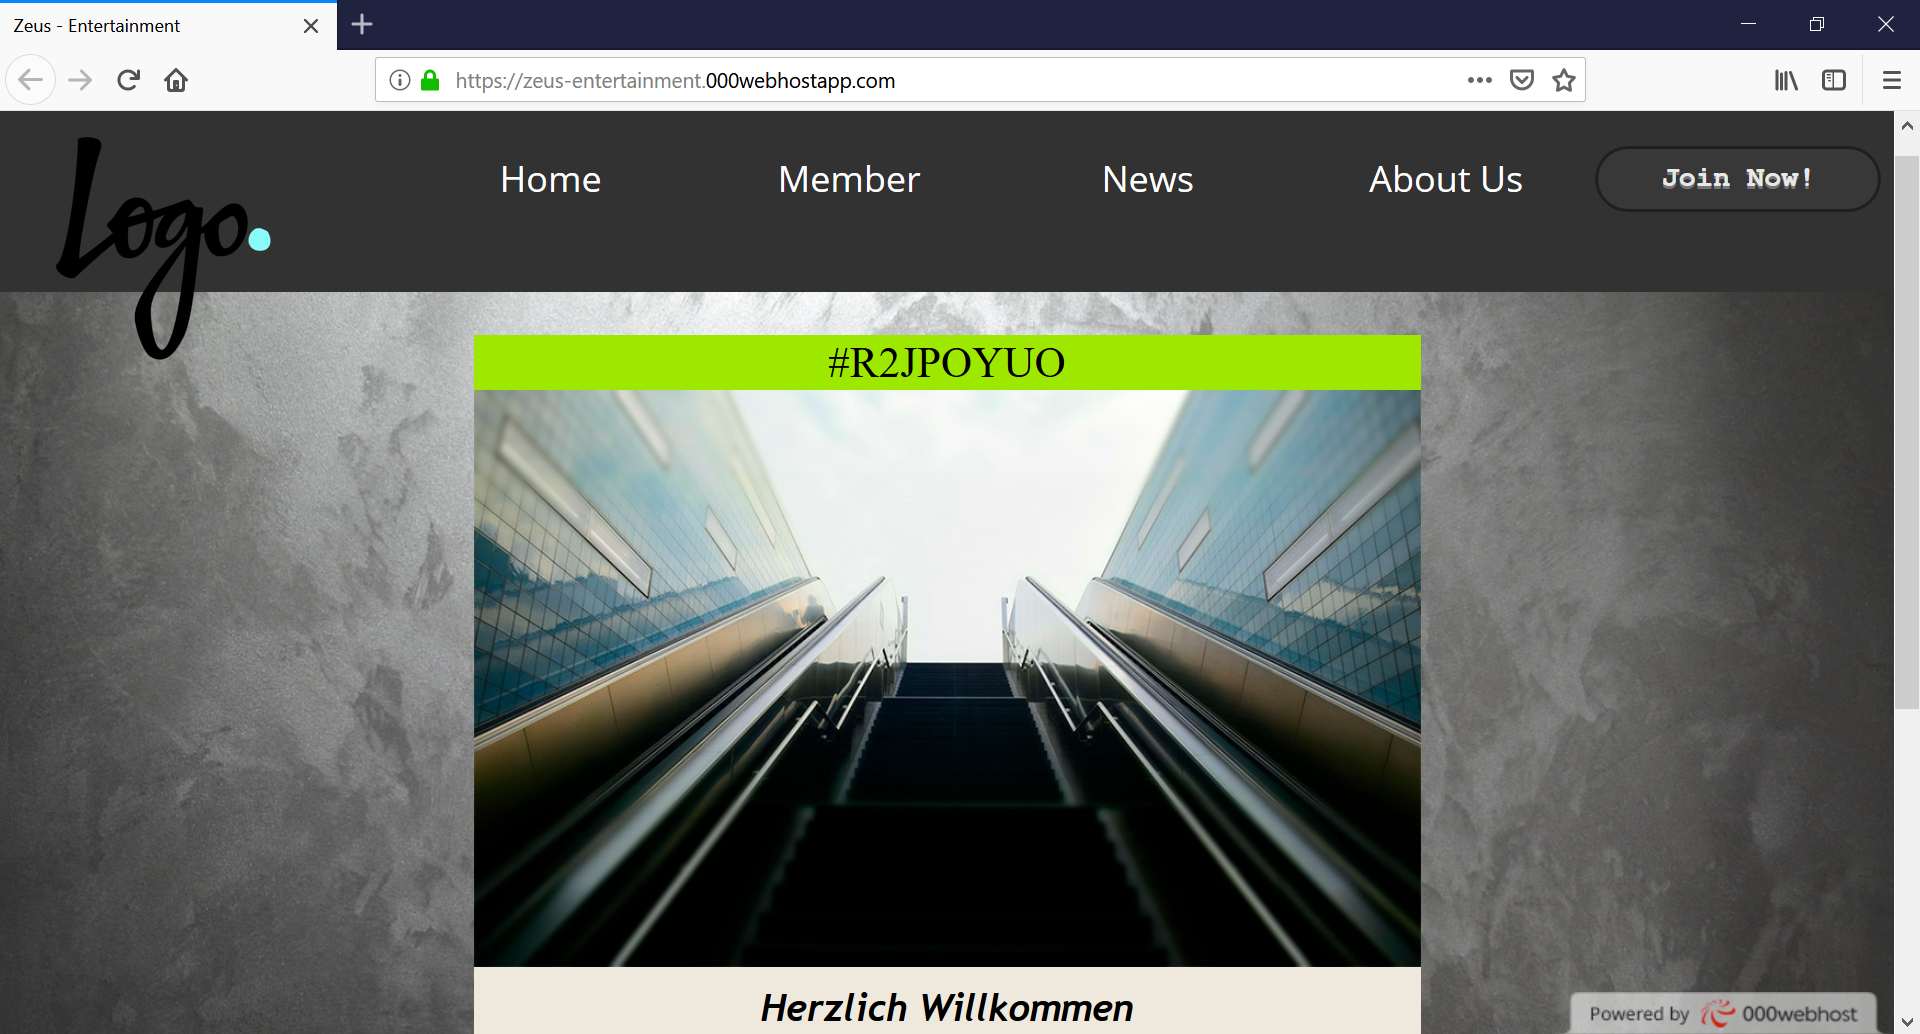 Zeus - Entertainment
https://zeus-entertainment.000webhostapp.com
Logo.
Home Member News About Us Join Now!
#R2JPOYUO
Herzlich Willkommen
Powered by 000webhost